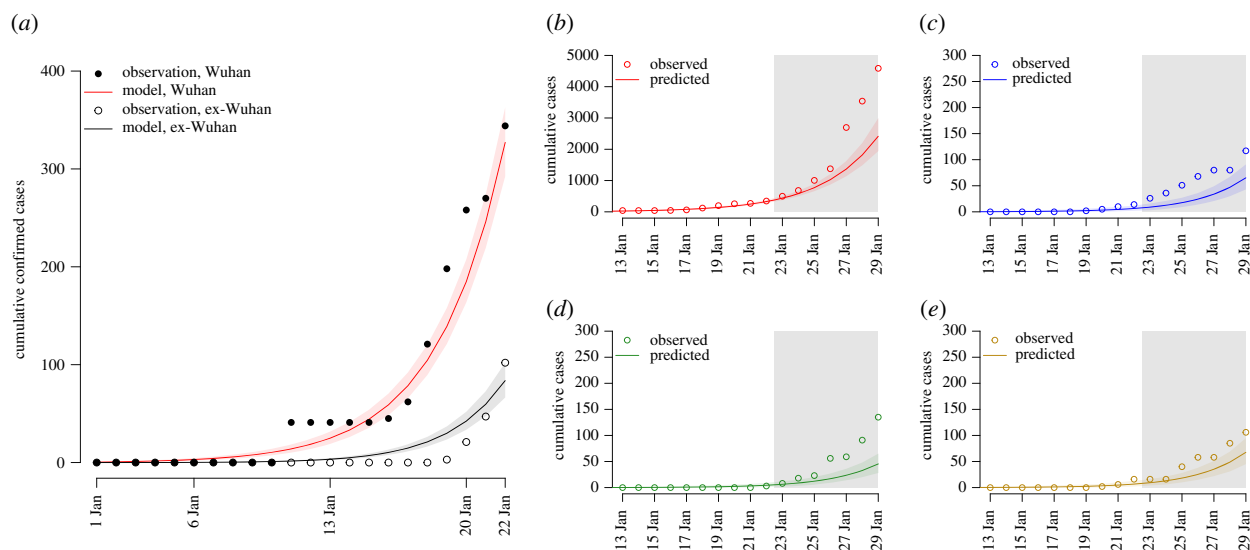 (a)
cumulative confirmed cases
400
300
200
100
0
observation, Wuhan
model, Wuhan
observation, ex-Wuhan
model, ex-Wuhan
1 Jan
6 Jan
13 Jan
20 Jan
22 Jan
(b)
cumulative cases
5000
4000
3000
2000
1000
0
observed
predicted
13 Jan
15 Jan
17 Jan
19 Jan
21 Jan
23 Jan
25 Jan
27 Jan
29 Jan
(c)
cumulative cases
300
250
200
150
100
50
0
observed
predicted
13 Jan
15 Jan
17 Jan
19 Jan
21 Jan
23 Jan
25 Jan
27 Jan
29 Jan
(d)
cumulative cases
300
250
200
150
100
50
0
observed
predicted
13 Jan
15 Jan
17 Jan
19 Jan
21 Jan
23 Jan
25 Jan
27 Jan
29 Jan
(e)
cumulative cases
300
250
200
150
100
50
0
observed
predicted
13 Jan
15 Jan
17 Jan
19 Jan
21 Jan
23 Jan
25 Jan
27 Jan
29 Jan